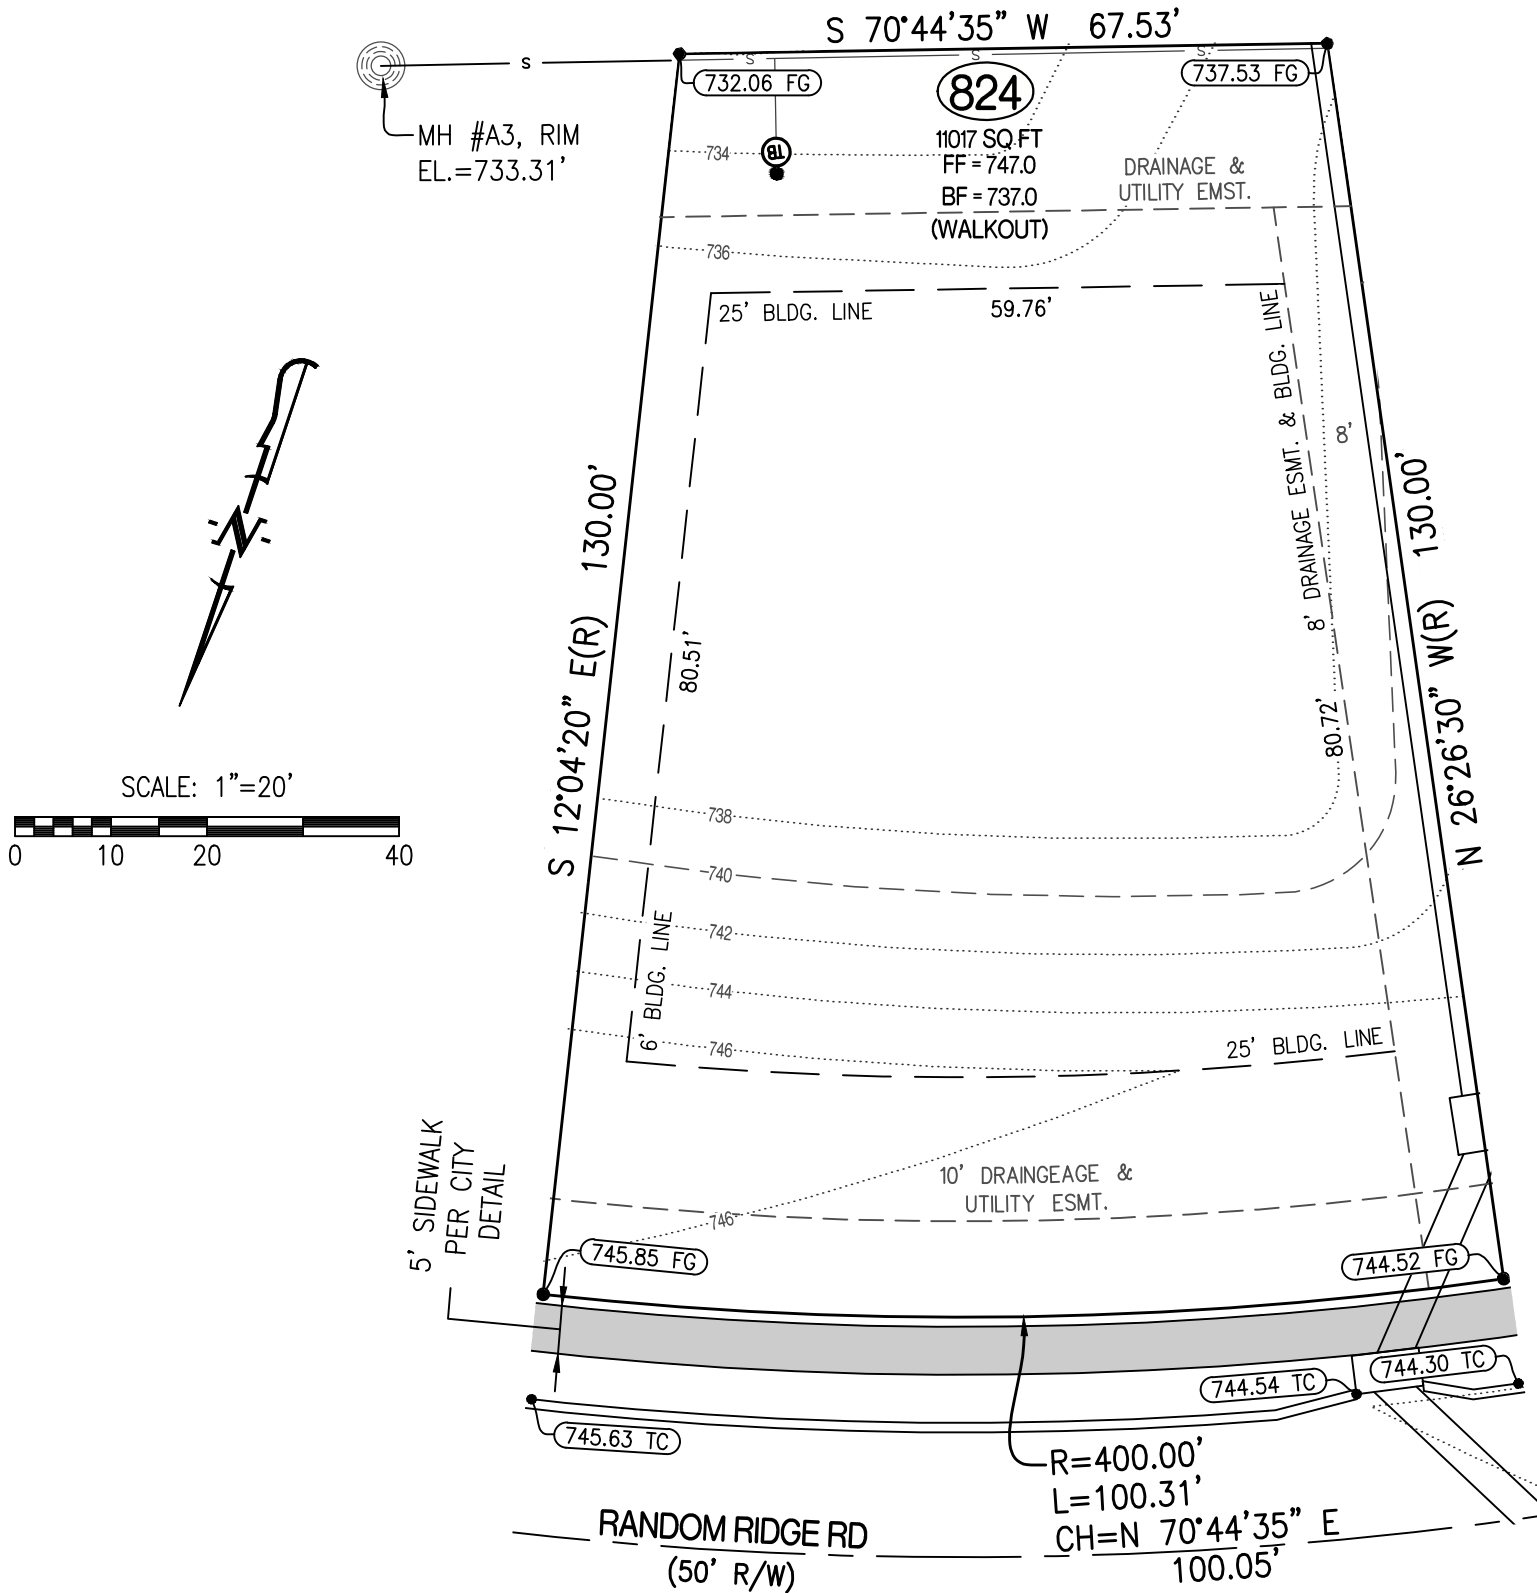 S 70°44'35" W 67.53'
S
S
S
S
732.06 FG
824
737.53 FG
MH #A3, RIM
EL.=733.31'
11017 SQ.FT
FF = 747.0
BF = 737.0
(WALKOUT)
734
TB
DRAINAGE &
UTILITY EMST.
736
25' BLDG. LINE
59.76'
8' DRAINAGE ESMT. & BLDG. LINE
8'
S 12°04'20" E(R) 130.00'
N
80.51'
80.72'
N 26°26'30" W(R) 130.00'
SCALE: 1"=20'
0 10 20 40
738
740
742
744
746
6' BLDG. LINE
25' BLDG. LINE
5' SIDEWALK
PER CITY
DETAIL
10' DRAINGEAGE &
UTILITY ESMT.
746
745.85 FG
744.52 FG
744.54 TC
744.30 TC
745.63 TC
R=400.00'
L=100.31'
CH=N 70°44'35" E
100.05'
RANDOM RIDGE RD
(50' R/W)